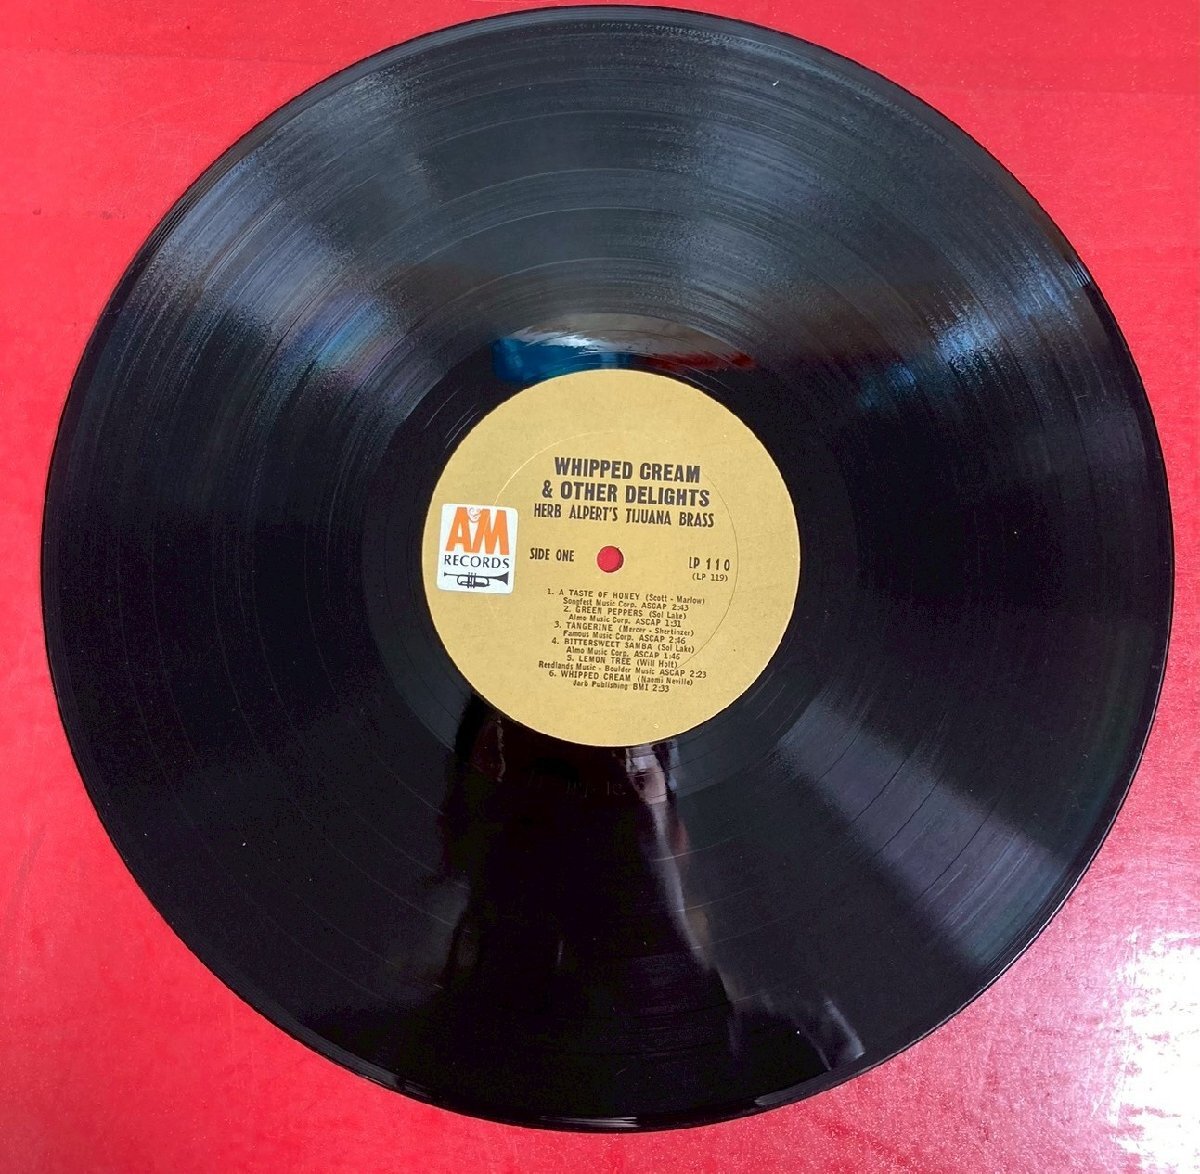 WHIPPED CREAM
& OTHER DELIGHTS
HERB ALPERT'S TIJUANA BRASS
A&M
RECORDS
SIDE ONE
LP 110
(LP 119)
1. A TASTE OF HONEY (Scott - Marlow)
Songfest Music Corp. ASCAP 2:43
2. GREEN PEPPERS (Sol Lake)
Almo Music Corp. ASCAP 1:31
3. TANGERINE (Mercer - Shertinzer)
Famous Music Corp. ASCAP 2:46
4. BITTERSWEET SAMBA (Sol Lake)
Almo Music Corp. ASCAP 1:46
5. LEMON TREE (Will Holt)
Reedlands Music - Boulder Music ASCAP 2:23
6. WHIPPED CREAM (Naomi Neville)
Jarb Publishing BMI 2:33